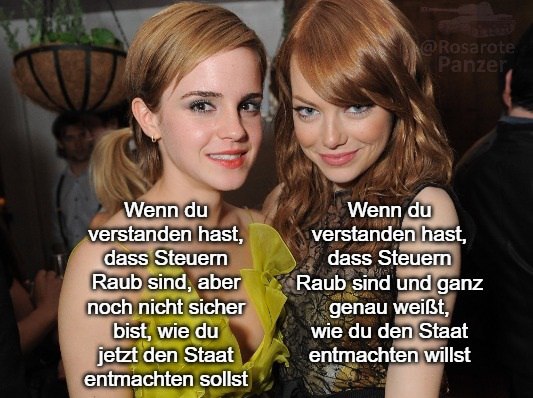 @Rosarote
Panzer
Wenn du
verstanden hast,
dass Steuern
Raub sind, aber
noch nicht sicher
bist, wie du
jetzt den Staat
entmachten sollst
Wenn du
verstanden hast,
dass Steuern
Raub sind und ganz
genau weißt,
wie du den Staat
entmachten willst